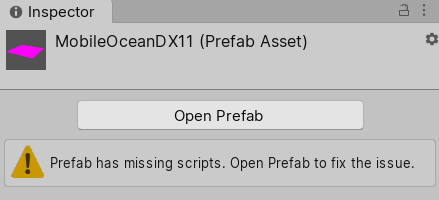 Inspector
MobileOceanDX11 (Prefab Asset)
Open Prefab
Prefab has missing scripts. Open Prefab to fix the issue.